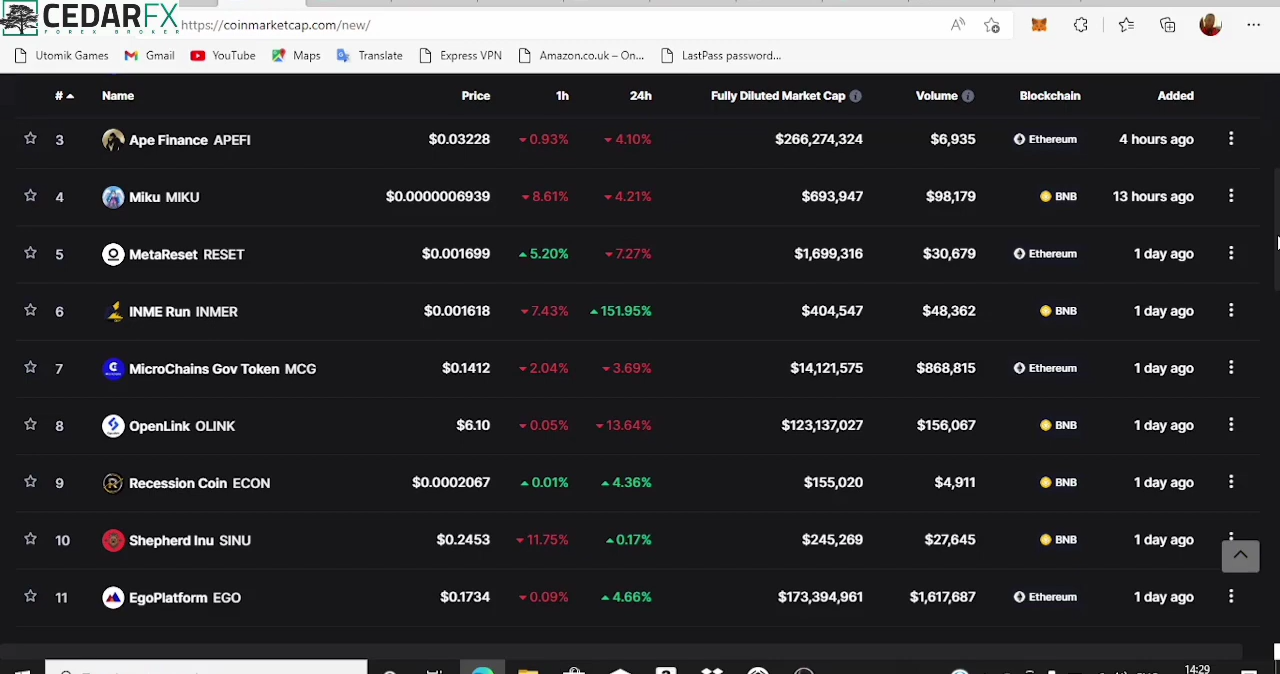 CEDARFX
FOREX BROKER
https://coinmarketcap.com/new/
Utomik Games Gmail YouTube Maps Translate Express VPN Amazon.co.uk – On... LastPass password...
# Name Price 1h 24h Fully Diluted Market Cap Volume Blockchain Added
3 Ape Finance APEFI $0.03228 0.93% 4.10% $266,274,324 $6,935 Ethereum 4 hours ago
4 Miku MIKU $0.0000006939 8.61% 4.21% $693,947 $98,179 BNB 13 hours ago
5 MetaReset RESET $0.001699 5.20% 7.27% $1,699,316 $30,679 Ethereum 1 day ago
6 INME Run INMER $0.001618 7.43% 151.95% $404,547 $48,362 BNB 1 day ago
7 MicroChains Gov Token MCG $0.1412 2.04% 3.69% $14,121,575 $868,815 Ethereum 1 day ago
8 OpenLink OLINK $6.10 0.05% 13.64% $123,137,027 $156,067 BNB 1 day ago
9 Recession Coin ECON $0.0002067 0.01% 4.36% $155,020 $4,911 BNB 1 day ago
10 Shepherd Inu SINU $0.2453 11.75% 0.17% $245,269 $27,645 BNB 1 day ago
11 EgoPlatform EGO $0.1734 0.09% 4.66% $173,394,961 $1,617,687 Ethereum 1 day ago
14:29